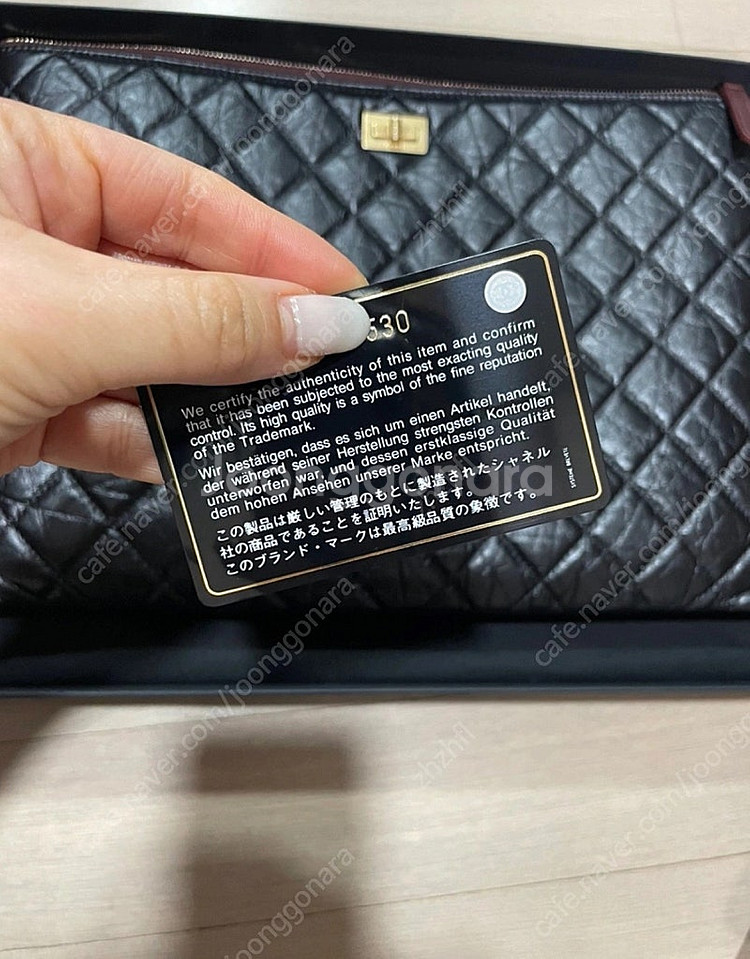 530
We certify the authenticity of this item and confirm
that it has been subjected to the most exacting quality
control. Its high quality is a symbol of the fine reputation
of the Trademark.
Wir bestätigen, dass es sich um einen Artikel handelt,
der während seiner Herstellung strengsten Kontrollen
unterworfen war, und dessen erstklassige Qualität
dem hohen Ansehen unserer Marke entspricht.
この製品は厳しい管理のもとに製造されたシャネル
社の商品であることを証明いたします。
このブランド・マークは最高級品質の象徴です。
joonggonara
cafe.naver.com/joonggonara
zhzhfl